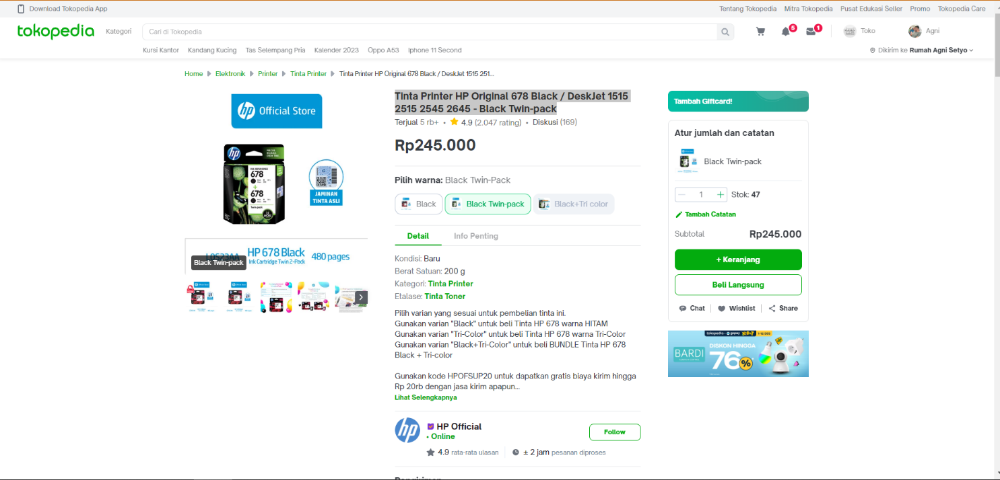 Download Tokopedia App
Tentang Tokopedia Mitra Tokopedia Pusat Edukasi Seller Promo Tokopedia Care
tokopedia Kategori Cari di Tokopedia 5 1 Toko Agni
Kursi Kantor Kandang Kucing Tas Selempang Pria Kalender 2023 Oppo A53 Iphone 11 Second
Dikirim ke Rumah Agni Setyo
Home Elektronik Printer Tinta Printer Tinta Printer HP Original 678 Black / DeskJet 1515 251...
hp Official Store
hp
678
+
678
Twin-pack
JAMINAN
TINTA ASLI
HP 678 Black
Ink Cartridge Twin 2-Pack
480 pages
Black Twin-pack
Tinta Printer HP Original 678 Black / DeskJet 1515
2515 2545 2645 - Black Twin-pack
Terjual 5 rb+ • 4.9 (2.047 rating) • Diskusi (169)
Rp245.000
Pilih warna: Black Twin-Pack
Black Black Twin-pack Black+Tri color
Detail Info Penting
Kondisi: Baru
Berat Satuan: 200 g
Kategori: Tinta Printer
Etalase: Tinta Toner
Pilih varian yang sesuai untuk pembelian tinta ini.
Gunakan varian "Black" untuk beli Tinta HP 678 warna HITAM
Gunakan varian "Tri-Color" untuk beli Tinta HP 678 warna Tri-Color
Gunakan varian "Black+Tri-Color" untuk beli BUNDLE Tinta HP 678
Black + Tri-color
Gunakan kode HPOFSUP20 untuk dapatkan gratis biaya kirim hingga
Rp 20rb dengan jasa kirim apapun...
Lihat Selengkapnya
hp
HP Official
• Online
Follow
4.9 rata-rata ulasan ± 2 jam pesanan diproses
Pengiriman
Tambah Giftcard!
Atur jumlah dan catatan
Black Twin-pack
1 + Stok: 47
Tambah Catatan
Subtotal Rp245.000
+ Keranjang
Beli Langsung
Chat Wishlist Share
tokopedia gopay
BARDI
DISKON HINGGA
76%